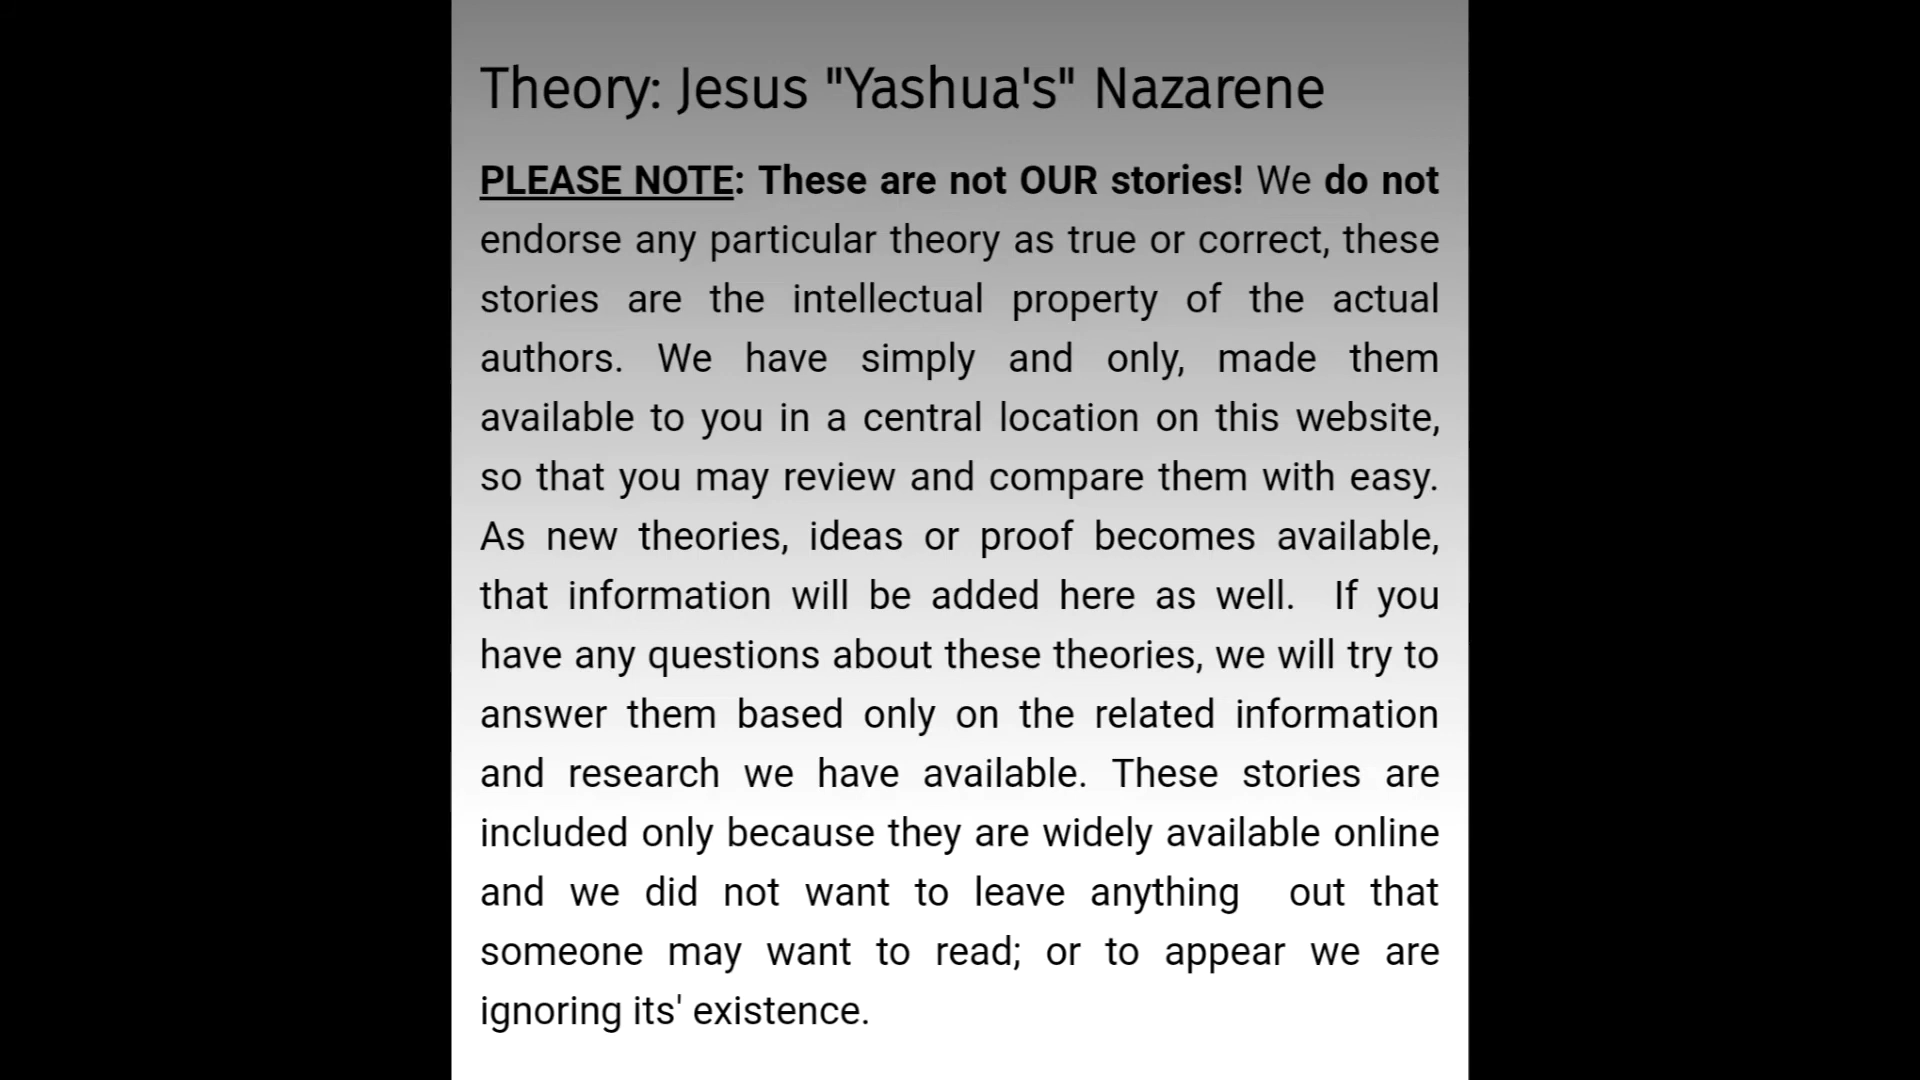 Theory: Jesus "Yashua's" Nazarene
PLEASE NOTE: These are not OUR stories! We do not
endorse any particular theory as true or correct, these
stories are the intellectual property of the actual
authors. We have simply and only, made them
available to you in a central location on this website,
so that you may review and compare them with easy.
As new theories, ideas or proof becomes available,
that information will be added here as well. If you
have any questions about these theories, we will try to
answer them based only on the related information
and research we have available. These stories are
included only because they are widely available online
and we did not want to leave anything out that
someone may want to read; or to appear we are
ignoring its' existence.